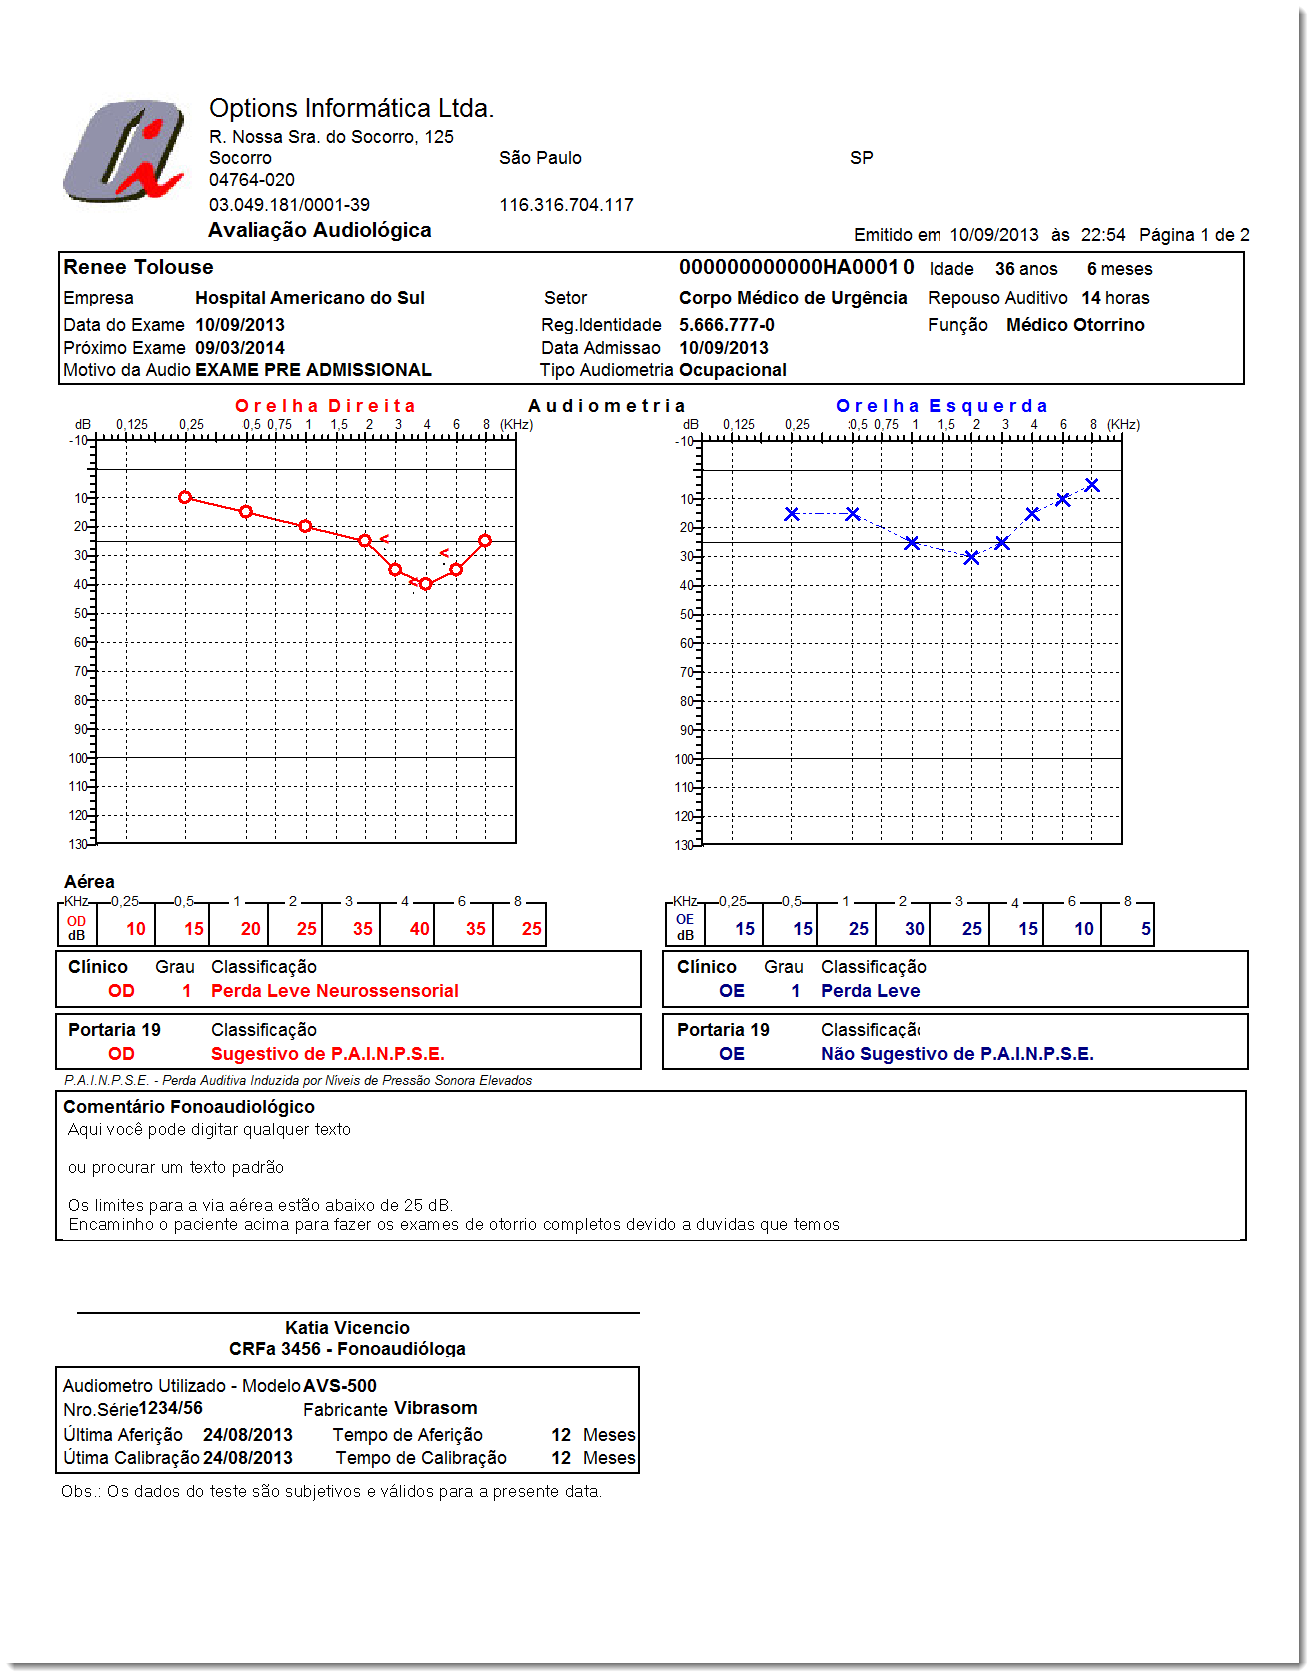 Options Informática Ltda.
R. Nossa Sra. do Socorro, 125
Socorro São Paulo SP
04764-020
03.049.181/0001-39 116.316.704.117
Avaliação Audiológica
Emitido em 10/09/2013 às 22:54 Página 1 de 2
Renee Tolouse 000000000000HA0001 0 Idade 36 anos 6 meses
Empresa Hospital Americano do Sul Setor Corpo Médico de Urgência Repouso Auditivo 14 horas
Data do Exame 10/09/2013 Reg.Identidade 5.666.777-0 Função Médico Otorrino
Próximo Exame 09/03/2014 Data Admissao 10/09/2013
Motivo da Audio EXAME PRE ADMISSIONAL Tipo Audiometria Ocupacional
Orelha Direita Audiometria Orelha Esquerda
dB 0,125 0,25 0,5 0,75 1 1,5 2 3 4 6 8 (KHz)
-10
10
20
30
40
50
60
70
80
90
100
110
120
130
dB 0,125 0,25 :0,5 0,75 1 1,5 2 3 4 6 8 (KHz)
-10
10
20
30
40
50
60
70
80
90
100
110
120
130
Aérea
KHz 0,25 0,5 1 2 3 4 6 8
OD dB 10 15 20 25 35 40 35 25
KHz 0,25 0,5 1 2 3 4 6 8
OE dB 15 15 25 30 25 15 10 5
Clínico Grau Classificação
OD 1 Perda Leve Neurossensorial
Clínico Grau Classificação
OE 1 Perda Leve
Portaria 19 Classificação
OD Sugestivo de P.A.I.N.P.S.E.
Portaria 19 Classificaçã
OE Não Sugestivo de P.A.I.N.P.S.E.
P.A.I.N.P.S.E. - Perda Auditiva Induzida por Níveis de Pressão Sonora Elevados
Comentário Fonoaudiológico
Aqui você pode digitar qualquer texto
ou procurar um texto padrão
Os limites para a via aérea estão abaixo de 25 dB.
Encaminho o paciente acima para fazer os exames de otorrio completos devido a duvidas que temos
Katia Vicencio
CRFa 3456 - Fonoaudióloga
Audiometro Utilizado - Modelo AVS-500
Nro.Série 1234/56 Fabricante Vibrasom
Última Aferição 24/08/2013 Tempo de Aferição 12 Meses
Útima Calibração 24/08/2013 Tempo de Calibração 12 Meses
Obs.: Os dados do teste são subjetivos e válidos para a presente data.